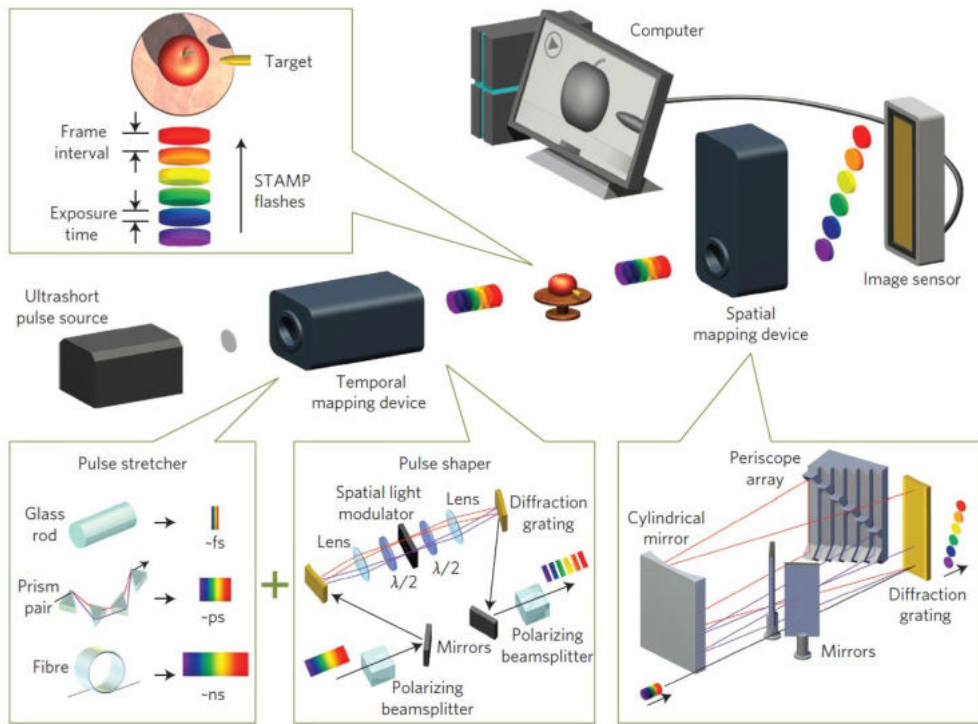 Target
Frame
interval
STAMP
flashes
Exposure
time
Computer
Image sensor
Ultrashort
pulse source
Temporal
mapping device
Spatial
mapping device
Pulse stretcher
Glass
rod
~fs
Prism
pair
~ps
Fibre
~ns
+
Pulse shaper
Spatial light
modulator
Lens
Diffraction
grating
Lens
λ/2
λ/2
Mirrors
Polarizing
beamsplitter
Polarizing
beamsplitter
Periscope
array
Cylindrical
mirror
Diffraction
grating
Mirrors